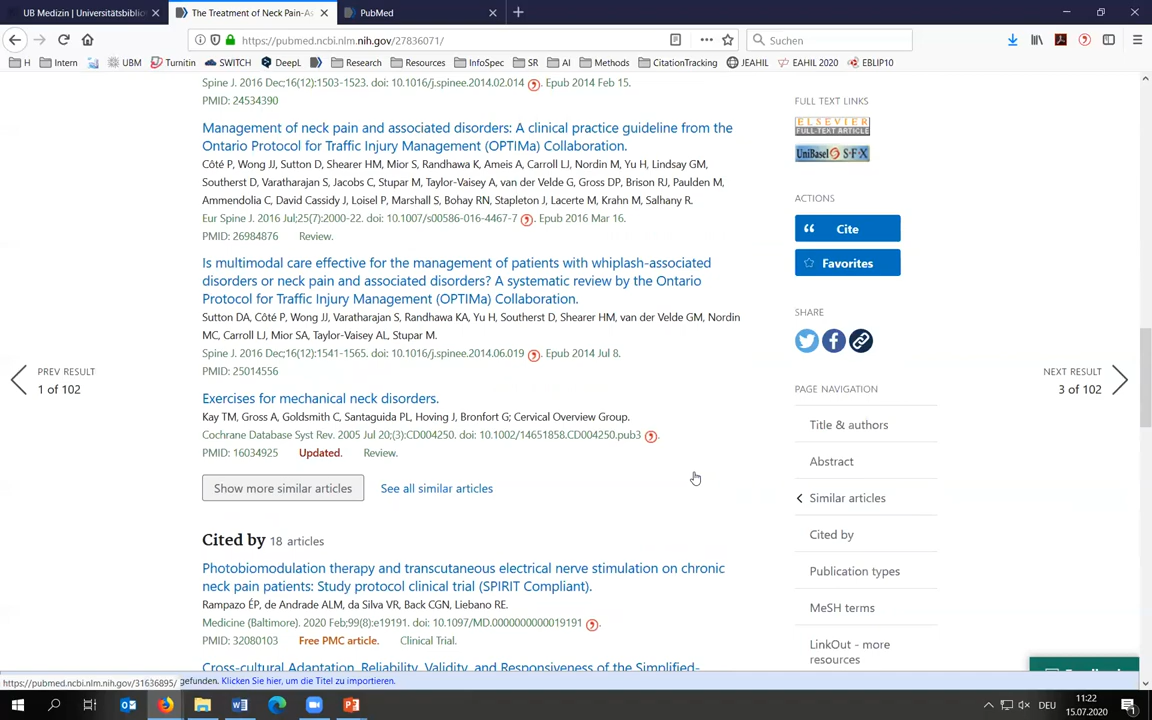 UB Medizin | Universitätsbiblio
The Treatment of Neck Pain-As
PubMed
https://pubmed.ncbi.nlm.nih.gov/27836071/
Suchen
H
Intern
UBM
Turnitin
SWITCH
DeepL
Research
Resources
InfoSpec
SR
AI
Methods
CitationTracking
JEAHIL
EAHIL 2020
EBLIP10
Spine J. 2016 Dec;16(12):1503-1523. doi: 10.1016/j.spinee.2014.02.014 . Epub 2014 Feb 15.
PMID: 24534390
Management of neck pain and associated disorders: A clinical practice guideline from the
Ontario Protocol for Traffic Injury Management (OPTIMa) Collaboration.
Côté P, Wong JJ, Sutton D, Shearer HM, Mior S, Randhawa K, Ameis A, Carroll LJ, Nordin M, Yu H, Lindsay GM,
Southerst D, Varatharajan S, Jacobs C, Stupar M, Taylor-Vaisey A, van der Velde G, Gross DP, Brison RJ, Paulden M,
Ammendolia C, David Cassidy J, Loisel P, Marshall S, Bohay RN, Stapleton J, Lacerte M, Krahn M, Salhany R.
Eur Spine J. 2016 Jul;25(7):2000-22. doi: 10.1007/s00586-016-4467-7 . Epub 2016 Mar 16.
PMID: 26984876 Review.
Is multimodal care effective for the management of patients with whiplash-associated
disorders or neck pain and associated disorders? A systematic review by the Ontario
Protocol for Traffic Injury Management (OPTIMa) Collaboration.
Sutton DA, Côté P, Wong JJ, Varatharajan S, Randhawa KA, Yu H, Southerst D, Shearer HM, van der Velde GM, Nordin
MC, Carroll LJ, Mior SA, Taylor-Vaisey AL, Stupar M.
Spine J. 2016 Dec;16(12):1541-1565. doi: 10.1016/j.spinee.2014.06.019 . Epub 2014 Jul 8.
PMID: 25014556
Exercises for mechanical neck disorders.
Kay TM, Gross A, Goldsmith C, Santaguida PL, Hoving J, Bronfort G; Cervical Overview Group.
Cochrane Database Syst Rev. 2005 Jul 20;(3):CD004250. doi: 10.1002/14651858.CD004250.pub3 .
PMID: 16034925 Updated. Review.
Show more similar articles
See all similar articles
Cited by 18 articles
Photobiomodulation therapy and transcutaneous electrical nerve stimulation on chronic
neck pain patients: Study protocol clinical trial (SPIRIT Compliant).
Rampazo ÉP, de Andrade ALM, da Silva VR, Back CGN, Liebano RE.
Medicine (Baltimore). 2020 Feb;99(8):e19191. doi: 10.1097/MD.0000000000019191 .
PMID: 32080103 Free PMC article. Clinical Trial.
Cross-cultural Adaptation, Reliability, Validity, and Responsiveness of the Simplified-
PREV RESULT
1 of 102
NEXT RESULT
3 of 102
FULL TEXT LINKS
ELSEVIER
FULL-TEXT ARTICLE
UniBasel S·F·X
ACTIONS
Cite
Favorites
SHARE
PAGE NAVIGATION
Title & authors
Abstract
Similar articles
Cited by
Publication types
MeSH terms
LinkOut - more
resources
https://pubmed.ncbi.nlm.nih.gov/31636895/
gefunden. Klicken Sie hier, um die Titel zu importieren.
DEU
11:22
15.07.2020
1